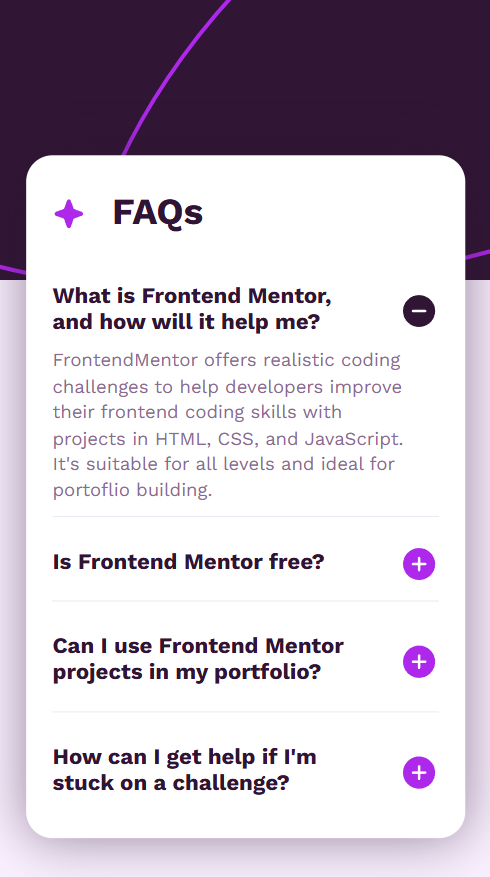 FAQs
What is Frontend Mentor,
and how will it help me?
FrontendMentor offers realistic coding
challenges to help developers improve
their frontend coding skills with
projects in HTML, CSS, and JavaScript.
It's suitable for all levels and ideal for
portoflio building.
Is Frontend Mentor free?
Can I use Frontend Mentor
projects in my portfolio?
How can I get help if I'm
stuck on a challenge?